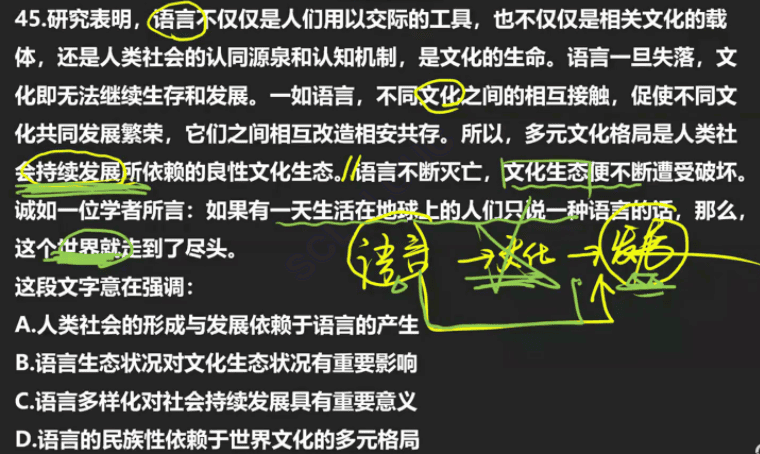 45.研究表明，语言不仅仅是人们用以交际的工具，也不仅仅是相关文化的载
体，还是人类社会的认同源泉和认知机制，是文化的生命。语言一旦失落，文
化即无法继续生存和发展。一如语言，不同文化之间的相互接触，促使不同文
化共同发展繁荣，它们之间相互改造相安共存。所以，多元文化格局是人类社
会持续发展所依赖的良性文化生态。//语言不断灭亡，文化生态便不断遭受破坏。
诚如一位学者所言：如果有一天生活在地球上的人们只说一种语言的话，那么，
这个世界就走到了尽头。
语言→文化→发展
这段文字意在强调：
A.人类社会的形成与发展依赖于语言的产生
B.语言生态状况对文化生态状况有重要影响
C.语言多样化对社会持续发展具有重要意义
D.语言的民族性依赖于世界文化的多元格局